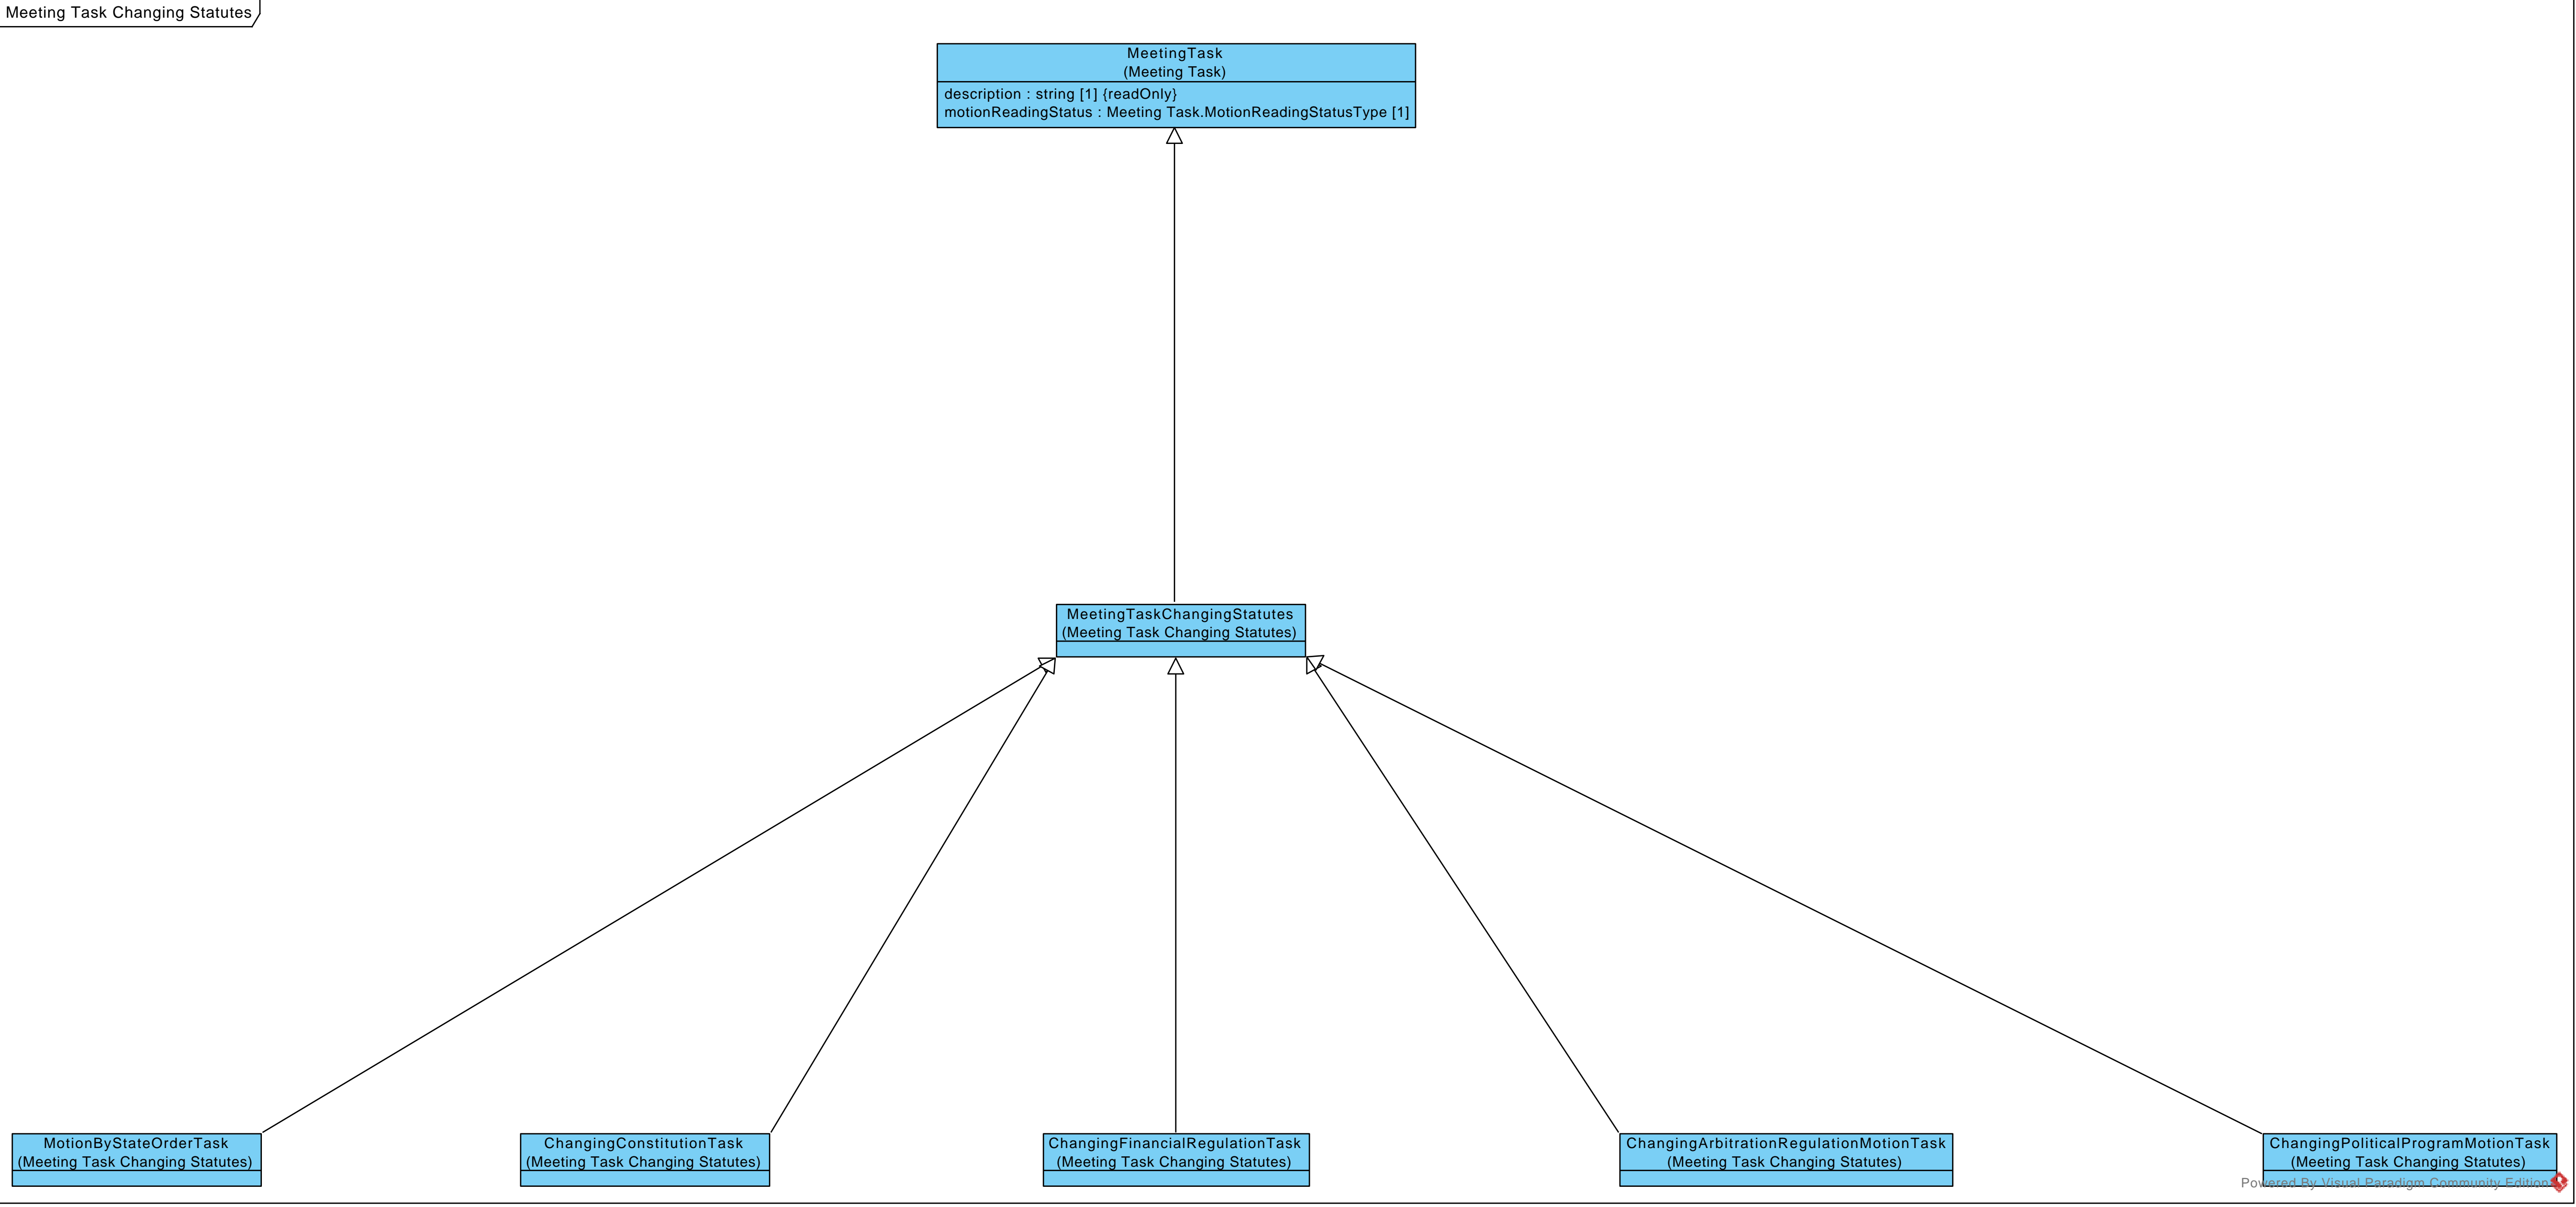 Meeting Task Changing Statutes
MeetingTask
(Meeting Task)
description : string [1] {readOnly}
motionReadingStatus : Meeting Task.MotionReadingStatusType [1]
MeetingTaskChangingStatutes
(Meeting Task Changing Statutes)
MotionByStateOrderTask
(Meeting Task Changing Statutes)
ChangingConstitutionTask
(Meeting Task Changing Statutes)
ChangingFinancialRegulationTask
(Meeting Task Changing Statutes)
ChangingArbitrationRegulationMotionTask
(Meeting Task Changing Statutes)
ChangingPoliticalProgramMotionTask
(Meeting Task Changing Statutes)
Powered By Visual Paradigm Community Edition